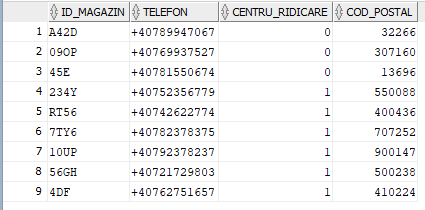 ID_MAGAZIN TELEFON CENTRU_RIDICARE COD_POSTAL
1 A42D +40789947067 0 32266
2 09OP +40769937527 0 307160
3 45E +40781550674 0 13696
4 234Y +40752356779 1 550088
5 RT56 +40742622774 1 400436
6 7TY6 +40782378375 1 707252
7 10UP +40792378237 1 900147
8 56GH +40721729803 1 500238
9 4DF +40762751657 1 410224